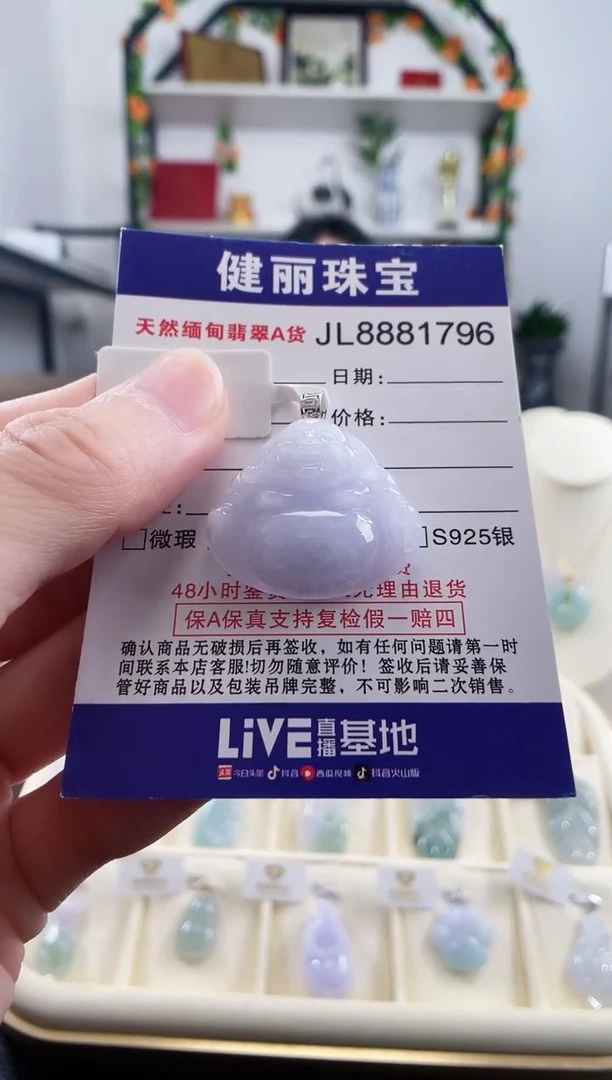 健丽珠宝
天然缅甸翡翠A货 JL8881796
日期:
价格:
微瑕 S925银
48小时 无理由退货
保A保真支持复检假一赔四
确认商品无破损后再签收，如有任何问题请第一时
间联系本店客服!切勿随意评价！签收后请妥善保
管好商品以及包装吊牌完整，不可影响二次销售。
LiVE直播基地
头条 今日头条 抖音 西瓜视频 抖音火山版